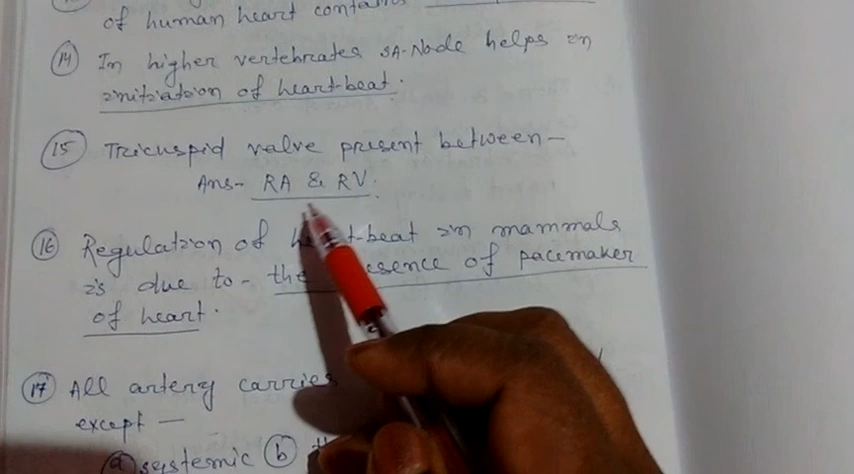 of human heart contains
⑭ In higher vertebrates SA-Node helps in
initiation of heart-beat.
⑮ Tricuspid valve present between-
Ans- RA & RV.
⑯ Regulation of heart-beat in mammals
is due to - the presence of pacemaker
of heart.
⑰ All artery carries
except —
ⓐ systemic ⓑ